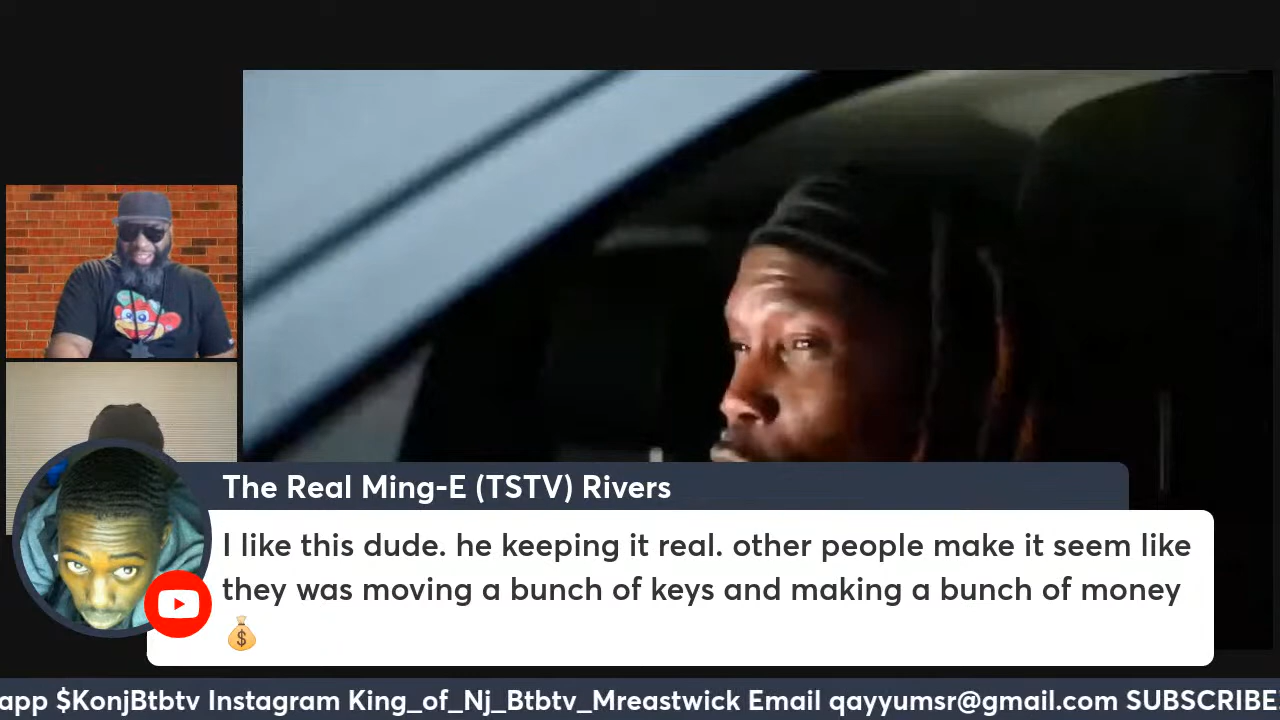 The Real Ming-E (TSTV) Rivers
I like this dude. he keeping it real. other people make it seem like
they was moving a bunch of keys and making a bunch of money
💰
app $KonjBtbtv Instagram King_of_Nj_Btbtv_Mreastwick Email qayyumsr@gmail.com SUBSCRIBE